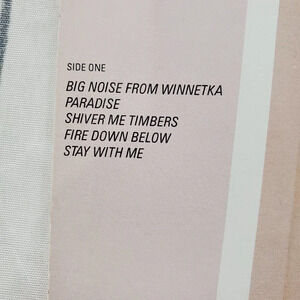 SIDE ONE
BIG NOISE FROM WINNETKA
PARADISE
SHIVER ME TIMBERS
FIRE DOWN BELOW
STAY WITH ME